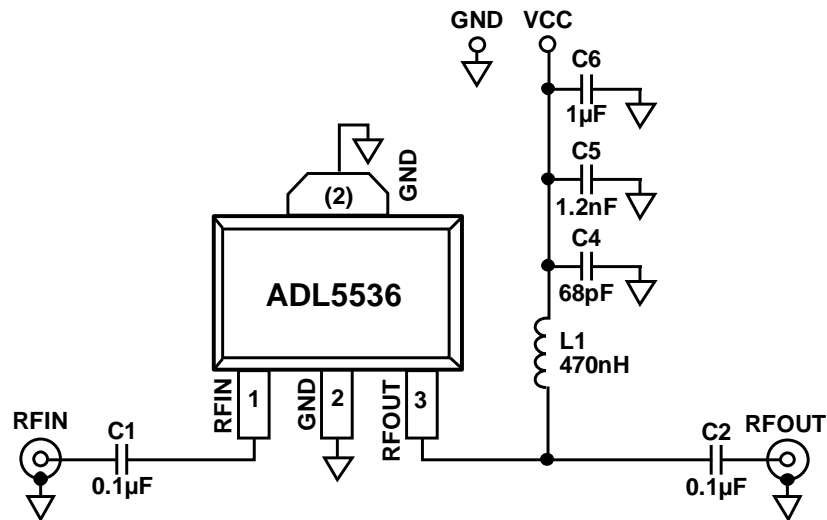 GND VCC
C6
1µF
C5
1.2nF
C4
68pF
L1
470nH
(2)
GND
ADL5536
RFIN
1
GND
2
RFOUT
3
RFIN
C1
0.1µF
C2
0.1µF
RFOUT